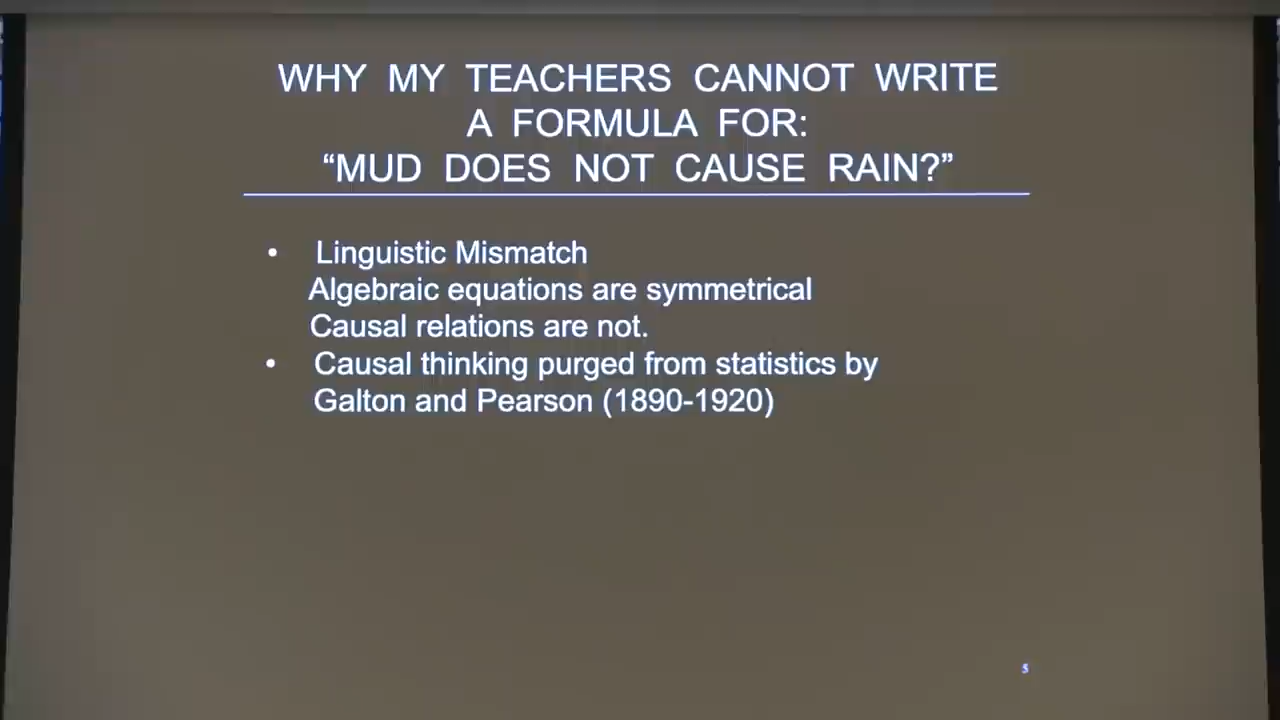 WHY MY TEACHERS CANNOT WRITE
A FORMULA FOR:
“MUD DOES NOT CAUSE RAIN?”
• Linguistic Mismatch
Algebraic equations are symmetrical
Causal relations are not.
• Causal thinking purged from statistics by
Galton and Pearson (1890-1920)
5